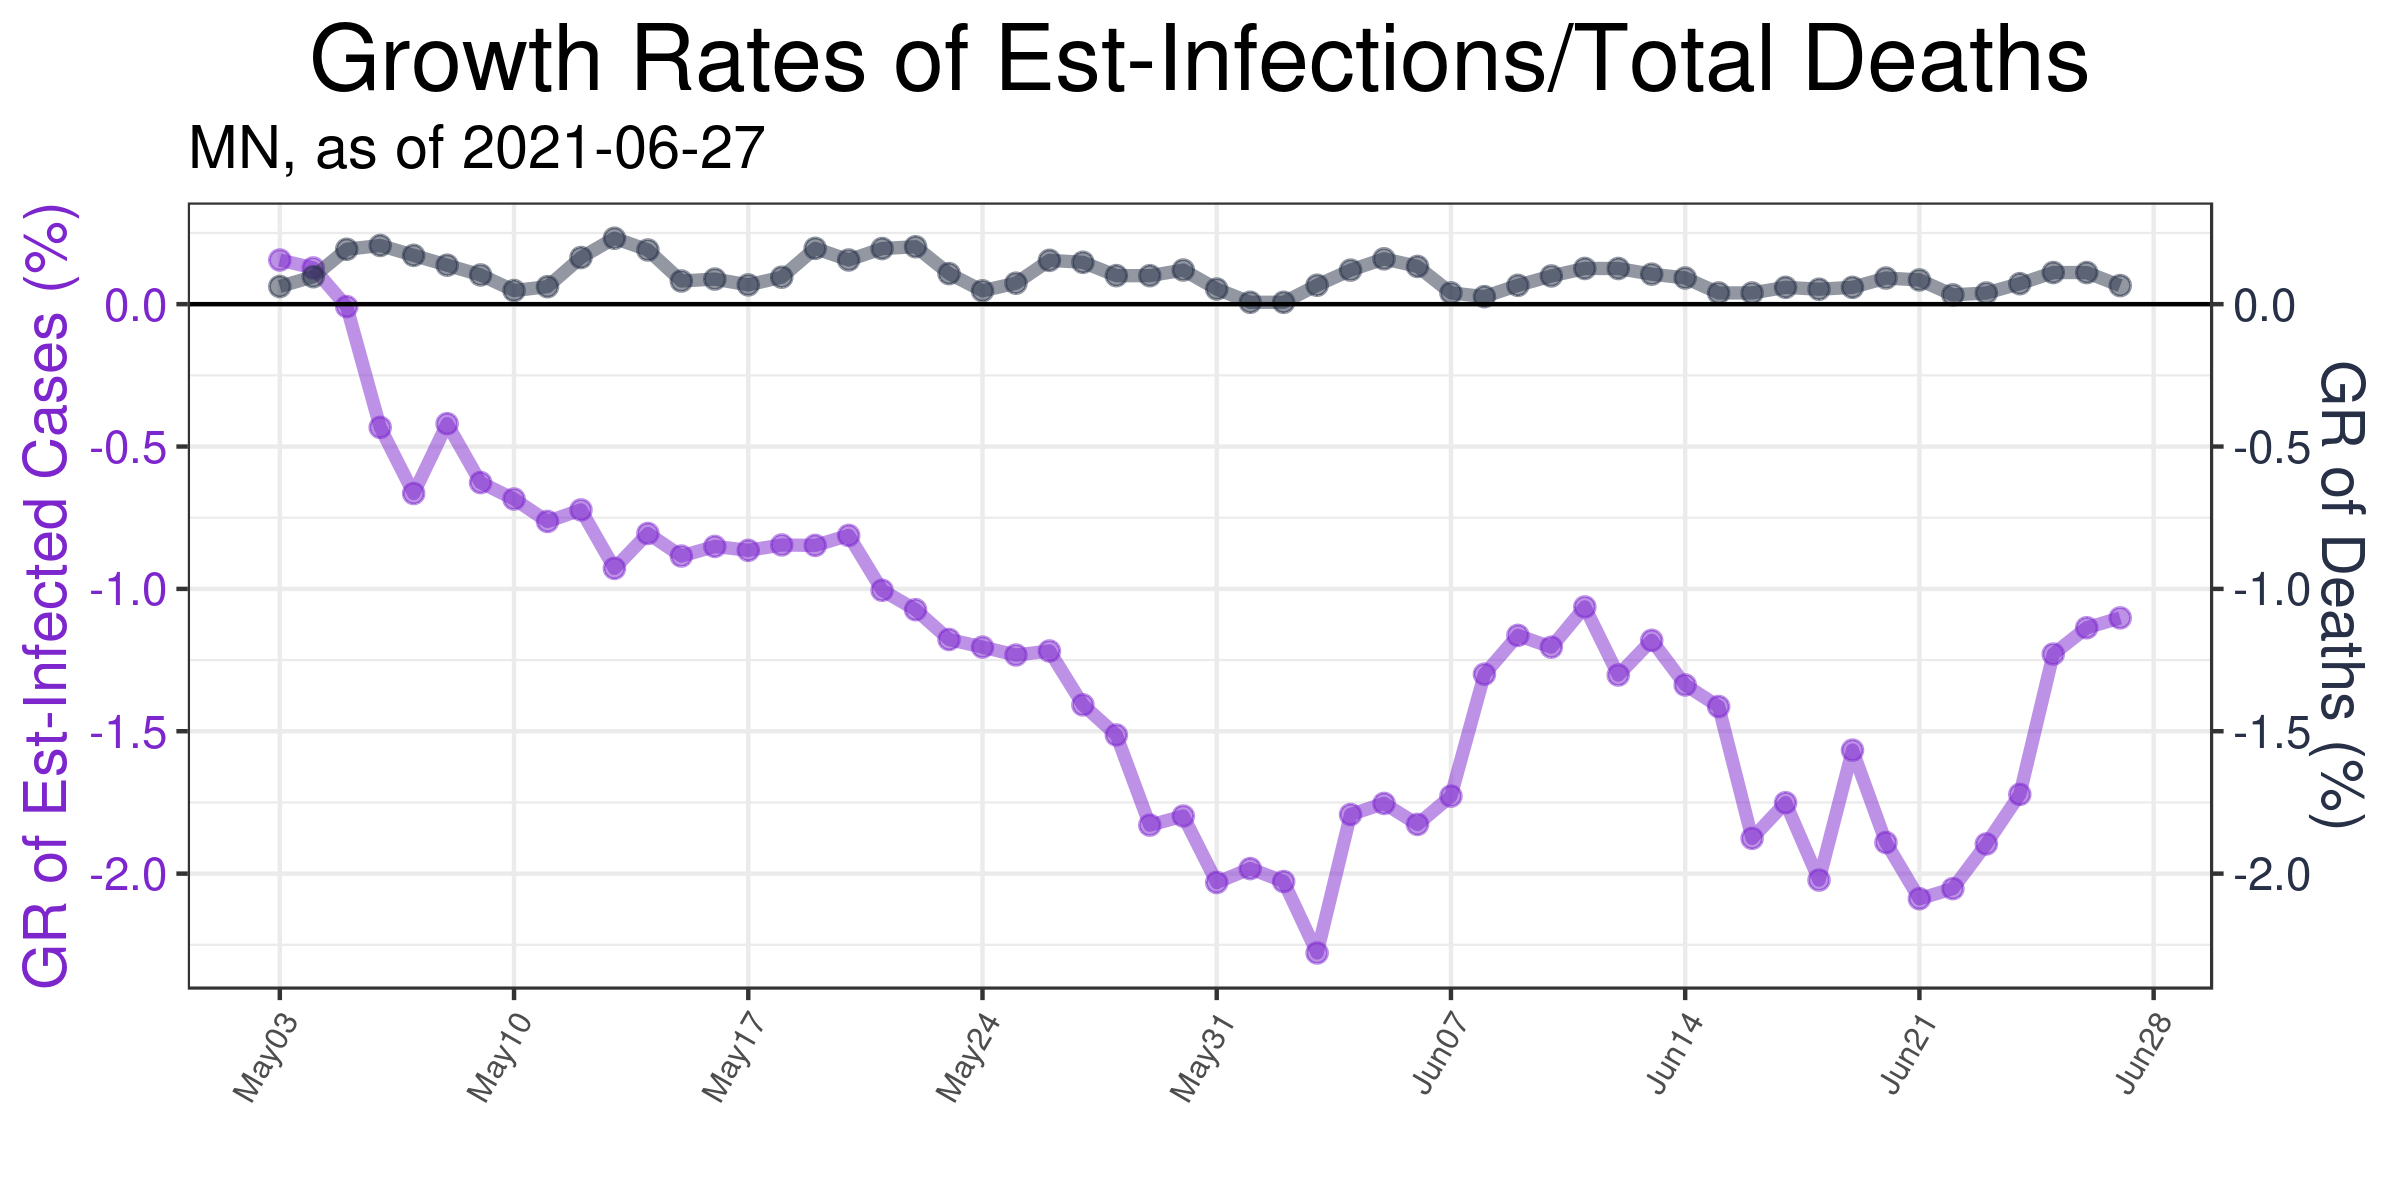 Growth Rates of Est-Infections/Total Deaths
MN, as of 2021-06-27
GR of Est-Infected Cases (%)
0.0
-0.5
-1.0
-1.5
-2.0
0.0
-0.5
-1.0
-1.5
-2.0
GR of Deaths (%)
May03
May10
May17
May24
May31
Jun07
Jun14
Jun21
Jun28